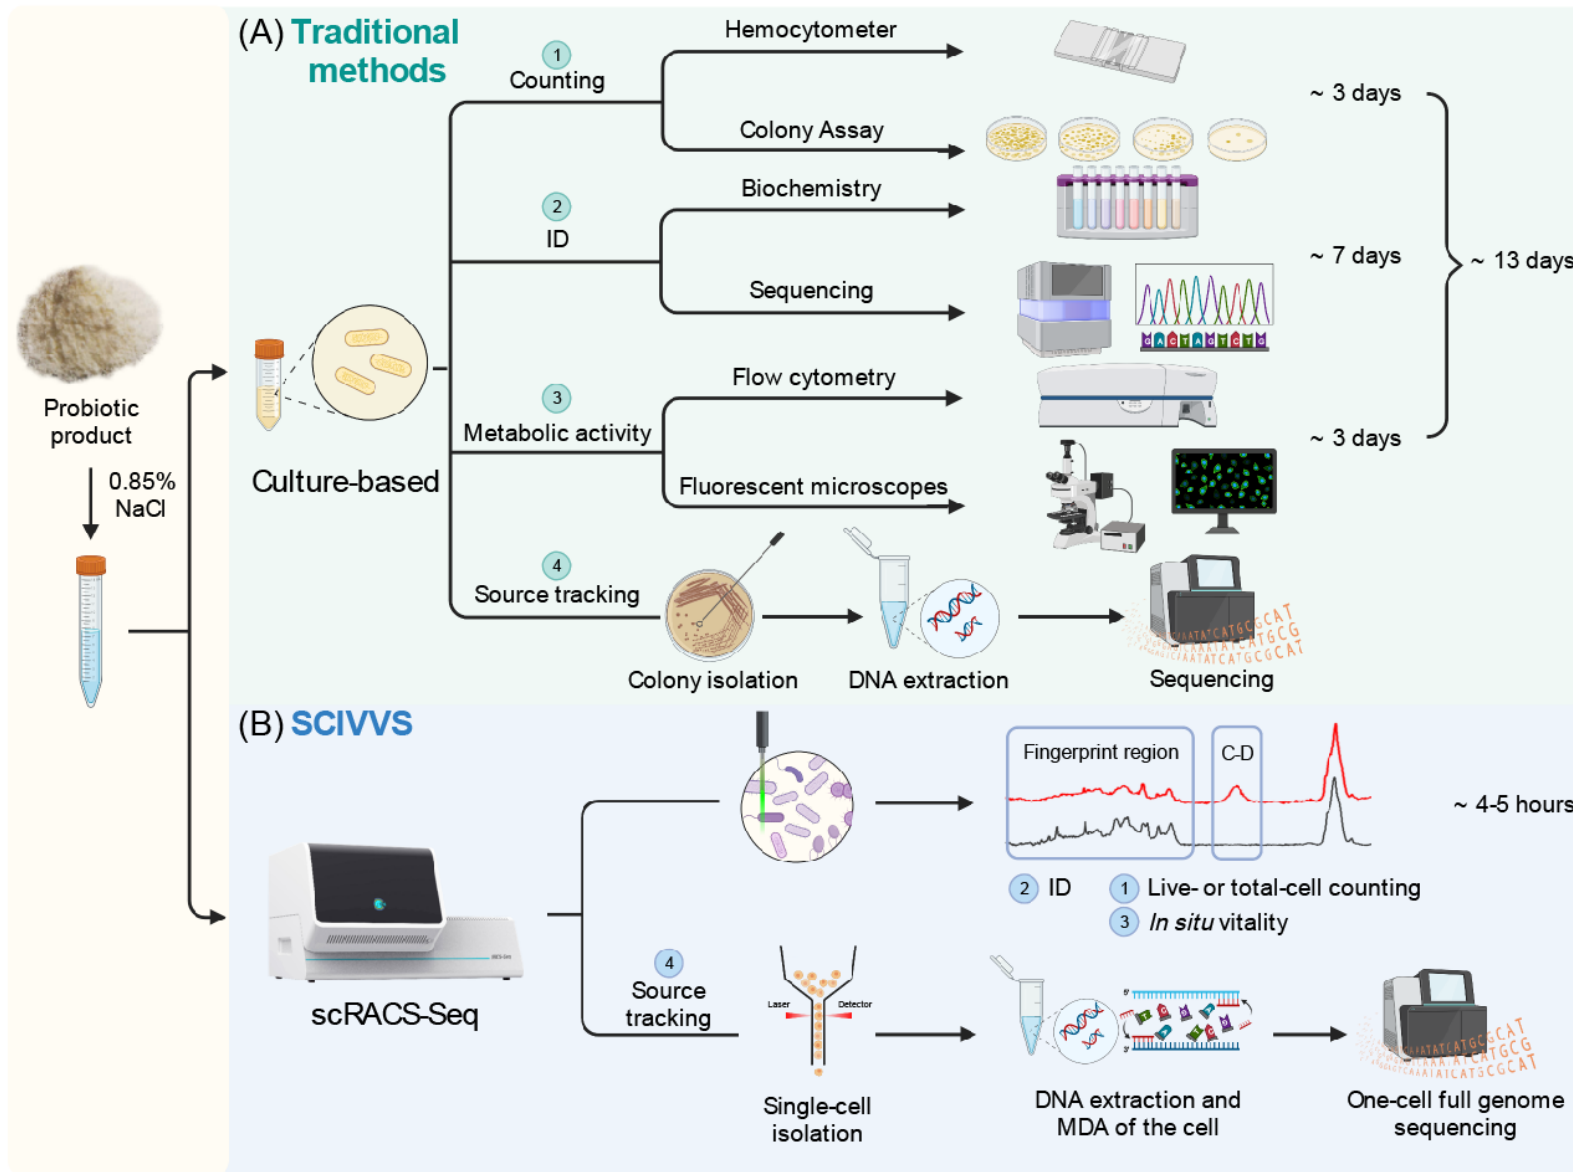 (A) Traditional
methods
1
Counting
Hemocytometer
Colony Assay
~ 3 days
2
ID
Biochemistry
Sequencing
~ 7 days
~ 13 days
G A C T A G T C T G
Probiotic
product
0.85%
NaCl
Culture-based
3
Metabolic activity
Flow cytometry
Fluorescent microscopes
~ 3 days
4
Source tracking
Colony isolation
DNA extraction
Sequencing
(B) SCIVVS
scRACS-Seq
Fingerprint region
C-D
~ 4-5 hours
2 ID
1 Live- or total-cell counting
3 In situ vitality
4
Source
tracking
Laser
Detector
Single-cell
isolation
5'
3'
DNA extraction and
MDA of the cell
One-cell full genome
sequencing